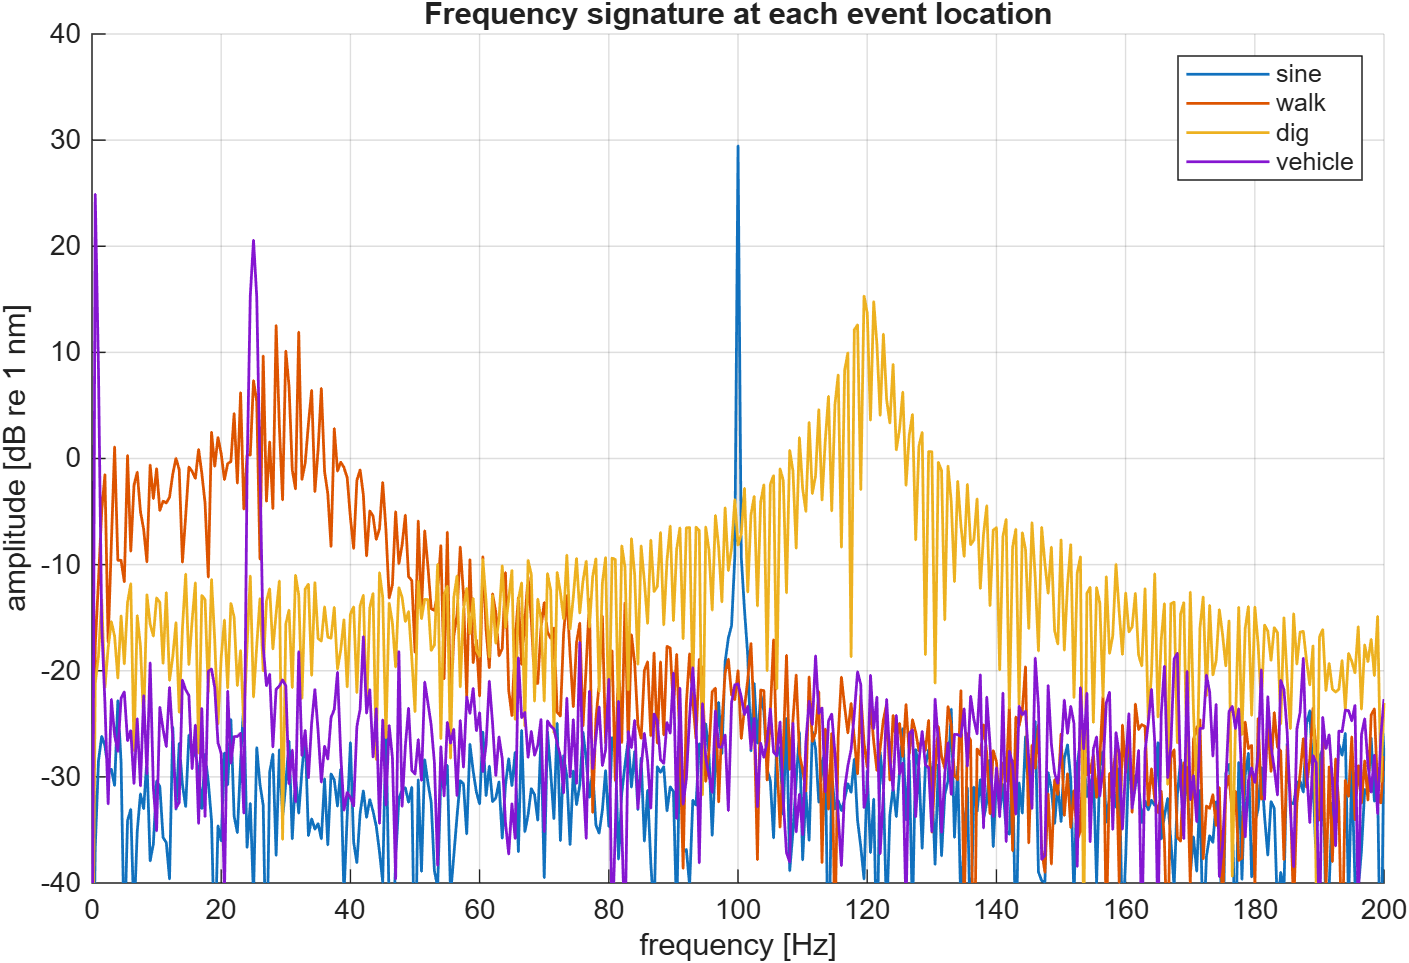 Frequency signature at each event location
amplitude [dB re 1 nm]
40
30
20
10
0
-10
-20
-30
-40
sine
walk
dig
vehicle
0 20 40 60 80 100 120 140 160 180 200
frequency [Hz]